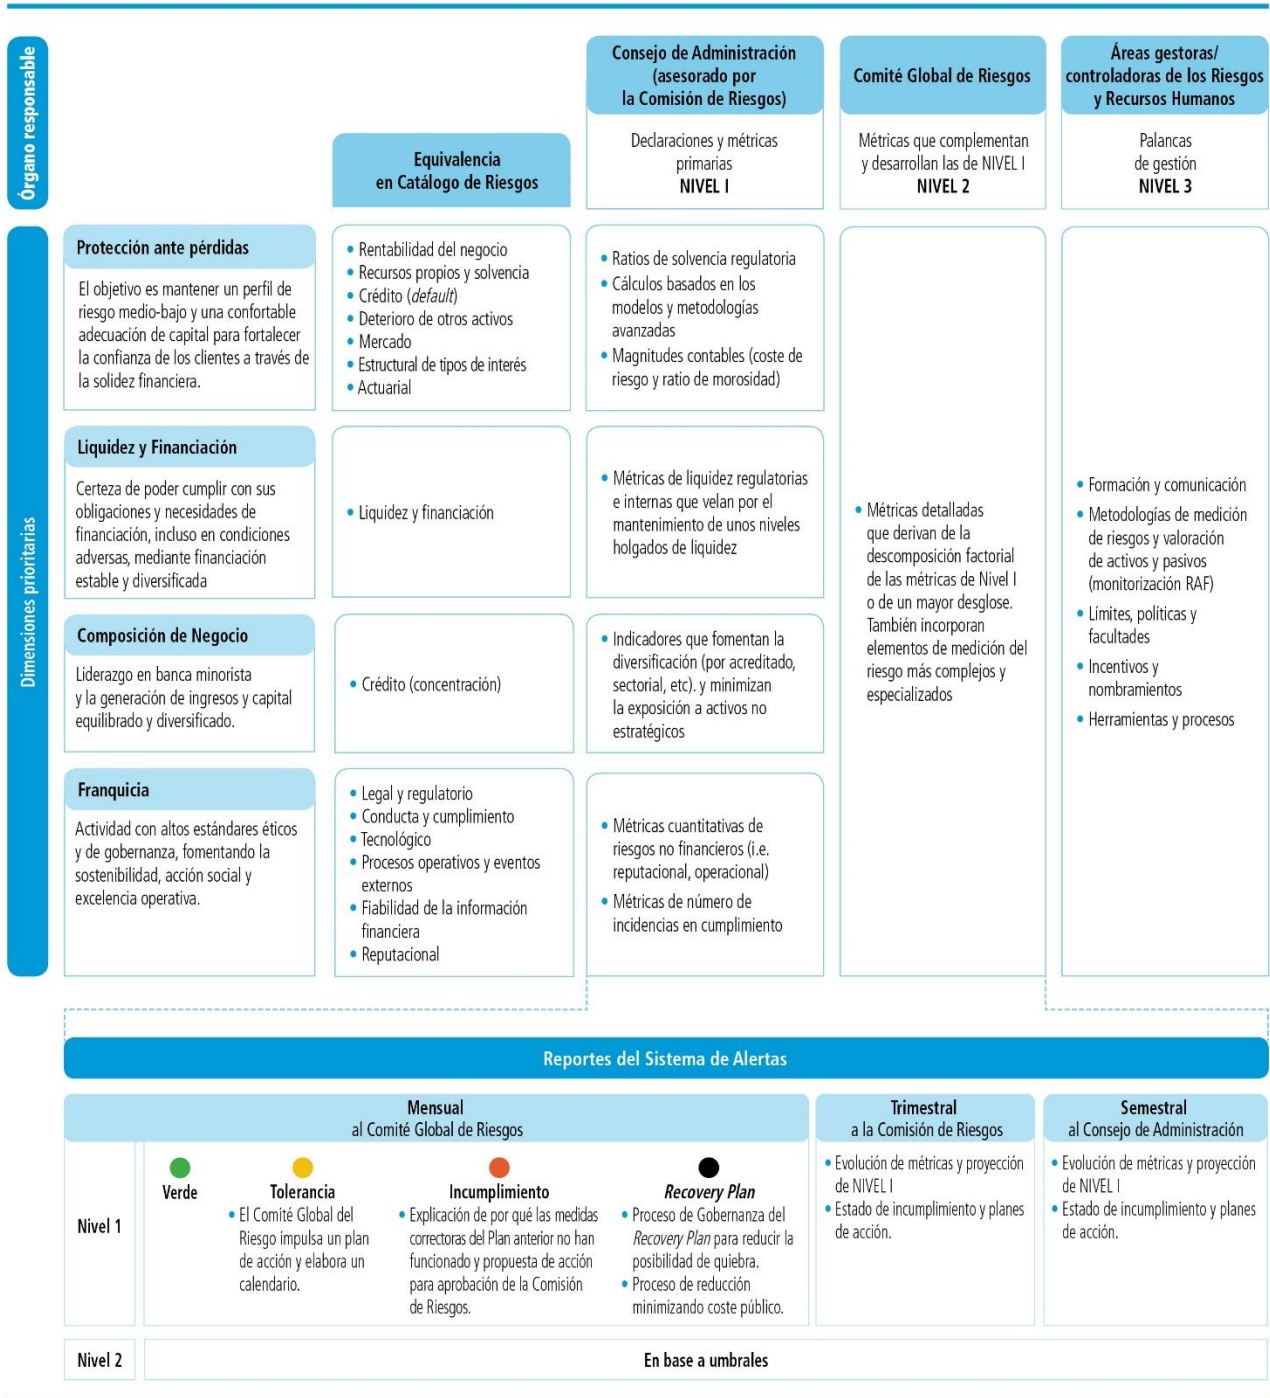 Órgano responsable
Equivalencia
en Catálogo de Riesgos
Consejo de Administración
(asesorado por
la Comisión de Riesgos)
Declaraciones y métricas
primarias
NIVEL I
Comité Global de Riesgos
Métricas que complementan
y desarrollan las de NIVEL I
NIVEL 2
Áreas gestoras/
controladoras de los Riesgos
y Recursos Humanos
Palancas
de gestión
NIVEL 3
Dimensiones prioritarias
Protección ante pérdidas
El objetivo es mantener un perfil de
riesgo medio-bajo y una confortable
adecuación de capital para fortalecer
la confianza de los clientes a través de
la solidez financiera.
• Rentabilidad del negocio
• Recursos propios y solvencia
• Crédito (default)
• Deterioro de otros activos
• Mercado
• Estructural de tipos de interés
• Actuarial
• Ratios de solvencia regulatoria
• Cálculos basados en los
modelos y metodologías
avanzadas
• Magnitudes contables (coste de
riesgo y ratio de morosidad)
Liquidez y Financiación
Certeza de poder cumplir con sus
obligaciones y necesidades de
financiación, incluso en condiciones
adversas, mediante financiación
estable y diversificada
• Liquidez y financiación
• Métricas de liquidez regulatorias
e internas que velan por el
mantenimiento de unos niveles
holgados de liquidez
Composición de Negocio
Liderazgo en banca minorista
y la generación de ingresos y capital
equilibrado y diversificado.
• Crédito (concentración)
• Indicadores que fomentan la
diversificación (por acreditado,
sectorial, etc). y minimizan
la exposición a activos no
estratégicos
Franquicia
Actividad con altos estándares éticos
y de gobernanza, fomentando la
sostenibilidad, acción social y
excelencia operativa.
• Legal y regulatorio
• Conducta y cumplimiento
• Tecnológico
• Procesos operativos y eventos
externos
• Fiabilidad de la información
financiera
• Reputacional
• Métricas cuantitativas de
riesgos no financieros (i.e.
reputacional, operacional)
• Métricas de número de
incidencias en cumplimiento
• Métricas detalladas
que derivan de la
descomposición factorial
de las métricas de Nivel I
o de un mayor desglose.
También incorporan
elementos de medición del
riesgo más complejos y
especializados
• Formación y comunicación
• Metodologías de medición
de riesgos y valoración
de activos y pasivos
(monitorización RAF)
• Límites, políticas y
facultades
• Incentivos y
nombramientos
• Herramientas y procesos
Reportes del Sistema de Alertas
Mensual
al Comité Global de Riesgos
Trimestral
a la Comisión de Riesgos
Semestral
al Consejo de Administración
Nivel 1
Verde
Tolerancia
• El Comité Global del
Riesgo impulsa un plan
de acción y elabora un
calendario.
Incumplimiento
• Explicación de por qué las medidas
correctoras del Plan anterior no han
funcionado y propuesta de acción
para aprobación de la Comisión
de Riesgos.
Recovery Plan
• Proceso de Gobernanza del
Recovery Plan para reducir la
posibilidad de quiebra.
• Proceso de reducción
minimizando coste público.
• Evolución de métricas y proyección
de NIVEL I
• Estado de incumplimiento y planes
de acción.
• Evolución de métricas y proyección
de NIVEL I
• Estado de incumplimiento y planes
de acción.
Nivel 2
En base a umbrales